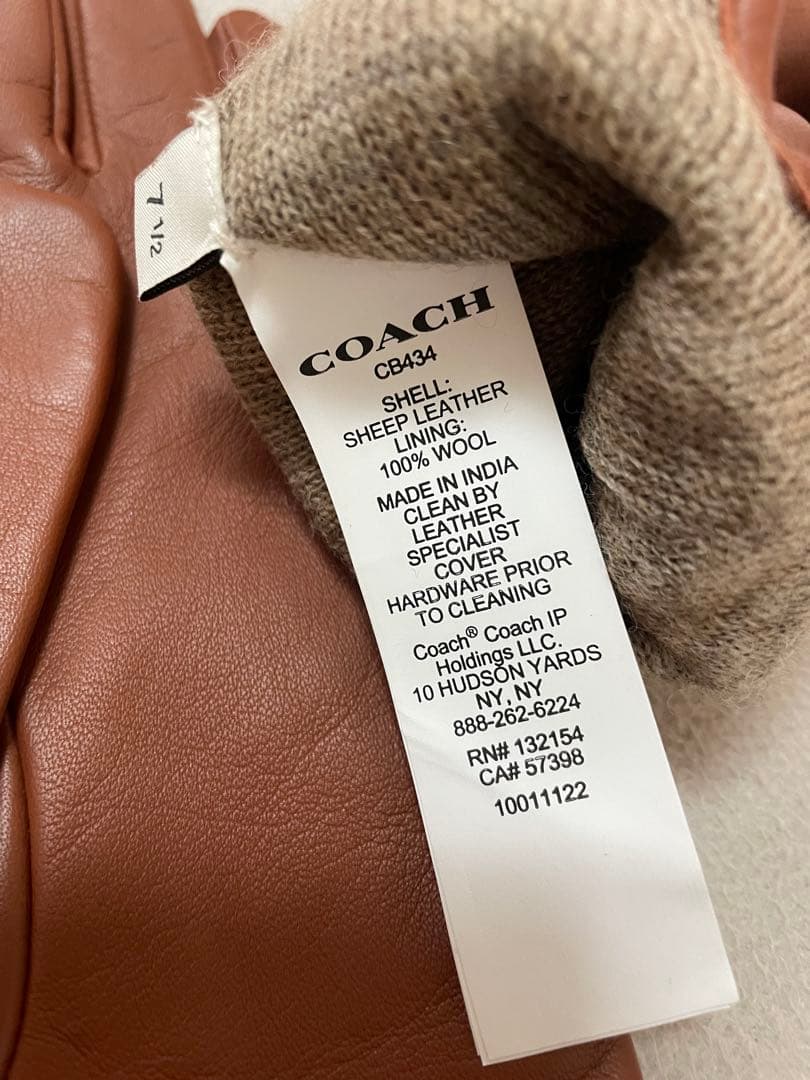 7 1/2
COACH
CB434
SHELL:
SHEEP LEATHER
LINING:
100% WOOL
MADE IN INDIA
CLEAN BY
LEATHER
SPECIALIST
COVER
HARDWARE PRIOR
TO CLEANING
Coach® Coach IP
Holdings LLC.
10 HUDSON YARDS
NY, NY
888-262-6224
RN# 132154
CA# 57398
10011122